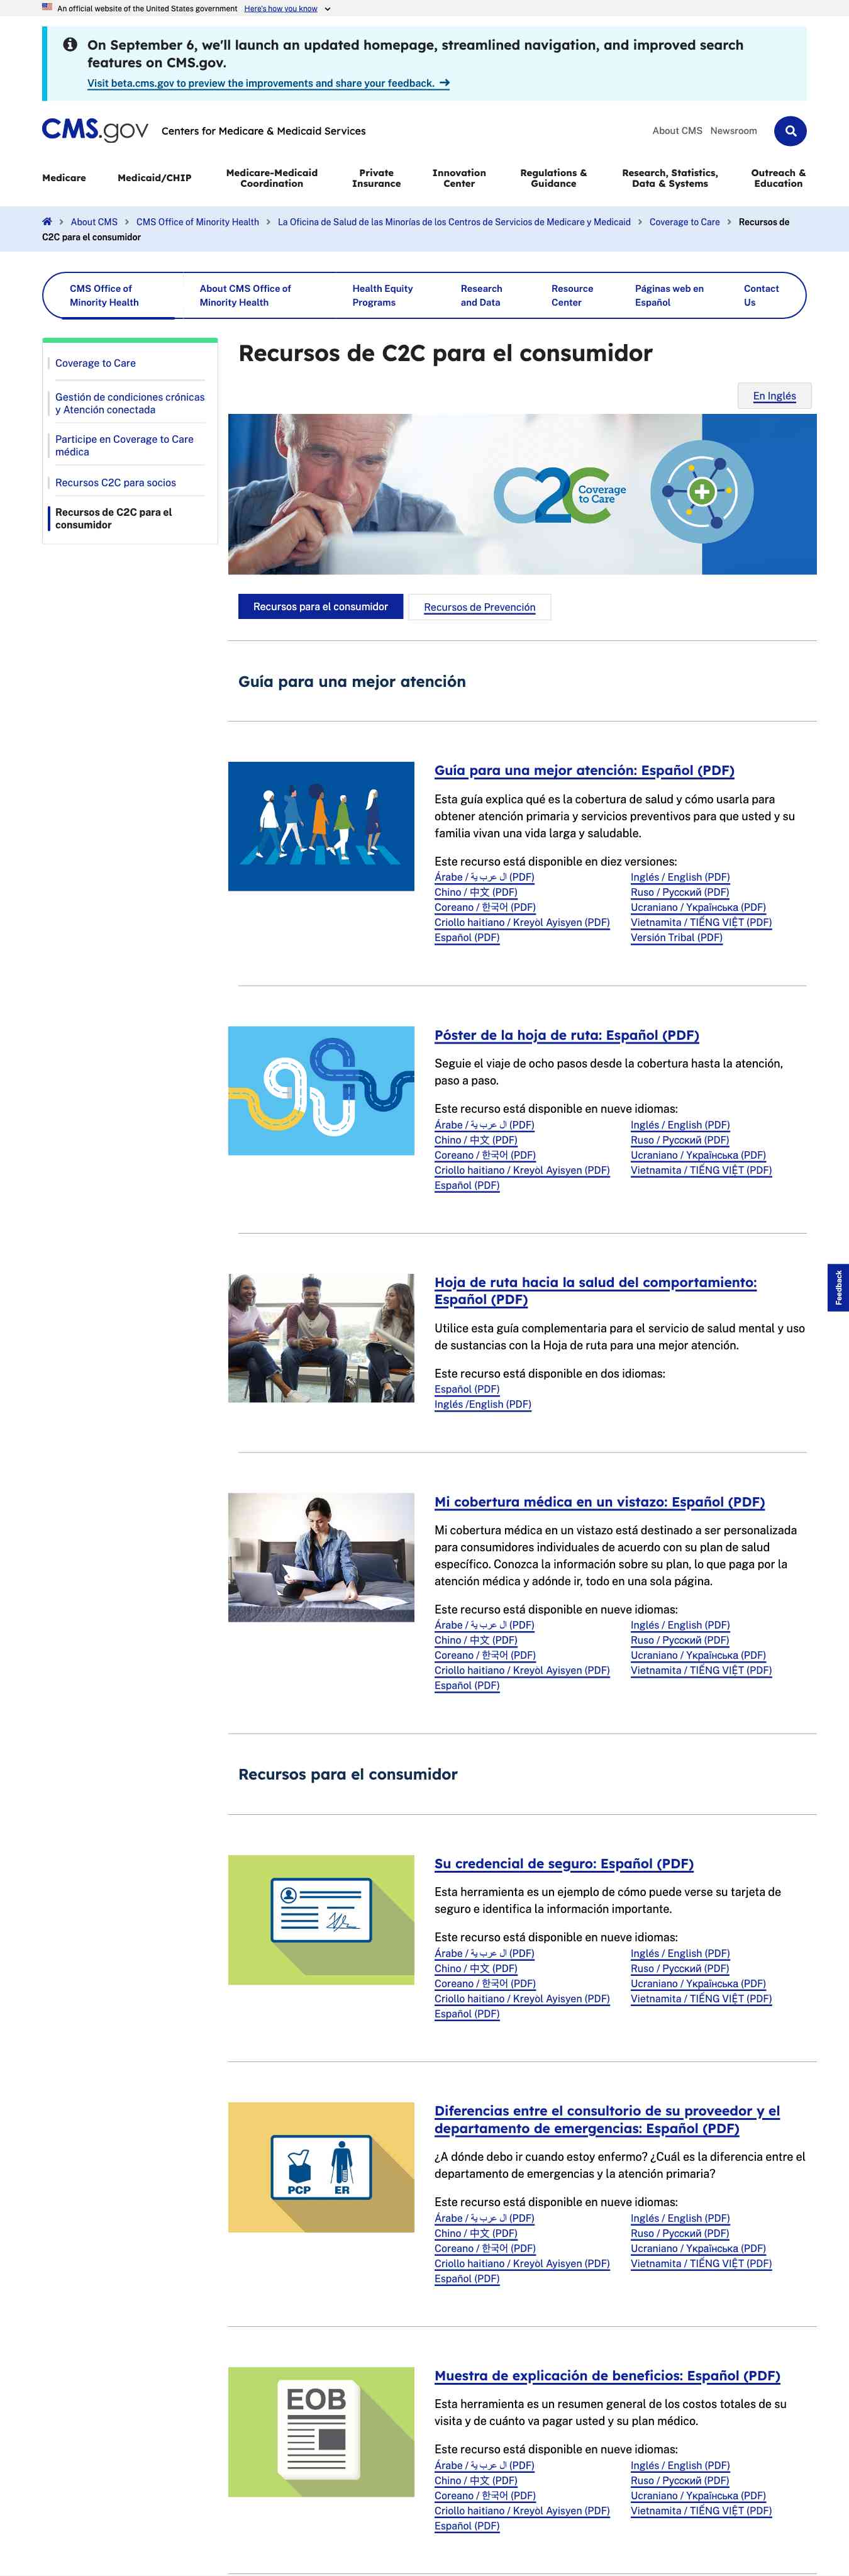 An official website of the United States government Here's how you know
On September 6, we'll launch an updated homepage, streamlined navigation, and improved search
features on CMS.gov.
Visit beta.cms.gov to preview the improvements and share your feedback.
CMS.gov Centers for Medicare & Medicaid Services
About CMS Newsroom
Medicare
Medicaid/CHIP
Medicare-Medicaid
Coordination
Private
Insurance
Innovation
Center
Regulations &
Guidance
Research, Statistics,
Data & Systems
Outreach &
Education
About CMS > CMS Office of Minority Health > La Oficina de Salud de las Minorías de los Centros de Servicios de Medicare y Medicaid > Coverage to Care > Recursos de
C2C para el consumidor
CMS Office of
Minority Health
About CMS Office of
Minority Health
Health Equity
Programs
Research
and Data
Resource
Center
Páginas web en
Español
Contact
Us
Coverage to Care
Gestión de condiciones crónicas
y Atención conectada
Participe en Coverage to Care
médica
Recursos C2C para socios
Recursos de C2C para el
consumidor
Recursos de C2C para el consumidor
En Inglés
C2C Coverage
to Care
Recursos para el consumidor
Recursos de Prevención
Guía para una mejor atención
Guía para una mejor atención: Español (PDF)
Esta guía explica qué es la cobertura de salud y cómo usarla para
obtener atención primaria y servicios preventivos para que usted y su
familia vivan una vida larga y saludable.
Este recurso está disponible en diez versiones:
Árabe / ال عرب ية (PDF)
Chino / 中文 (PDF)
Coreano / 한국어 (PDF)
Criollo haitiano / Kreyòl Ayisyen (PDF)
Español (PDF)
Inglés / English (PDF)
Ruso / Русский (PDF)
Ucraniano / Українська (PDF)
Vietnamita / TIẾNG VIỆT (PDF)
Versión Tribal (PDF)
Póster de la hoja de ruta: Español (PDF)
Seguie el viaje de ocho pasos desde la cobertura hasta la atención,
paso a paso.
Este recurso está disponible en nueve idiomas:
Árabe / ال عرب ية (PDF)
Chino / 中文 (PDF)
Coreano / 한국어 (PDF)
Criollo haitiano / Kreyòl Ayisyen (PDF)
Español (PDF)
Inglés / English (PDF)
Ruso / Русский (PDF)
Ucraniano / Українська (PDF)
Vietnamita / TIẾNG VIỆT (PDF)
Feedback
Hoja de ruta hacia la salud del comportamiento:
Español (PDF)
Utilice esta guía complementaria para el servicio de salud mental y uso
de sustancias con la Hoja de ruta para una mejor atención.
Este recurso está disponible en dos idiomas:
Español (PDF)
Inglés /English (PDF)
Mi cobertura médica en un vistazo: Español (PDF)
Mi cobertura médica en un vistazo está destinado a ser personalizada
para consumidores individuales de acuerdo con su plan de salud
específico. Conozca la información sobre su plan, lo que paga por la
atención médica y adónde ir, todo en una sola página.
Este recurso está disponible en nueve idiomas:
Árabe / ال عرب ية (PDF)
Chino / 中文 (PDF)
Coreano / 한국어 (PDF)
Criollo haitiano / Kreyòl Ayisyen (PDF)
Español (PDF)
Inglés / English (PDF)
Ruso / Русский (PDF)
Ucraniano / Українська (PDF)
Vietnamita / TIẾNG VIỆT (PDF)
Recursos para el consumidor
Su credencial de seguro: Español (PDF)
Esta herramienta es un ejemplo de cómo puede verse su tarjeta de
seguro e identifica la información importante.
Este recurso está disponible en nueve idiomas:
Árabe / ال عرب ية (PDF)
Chino / 中文 (PDF)
Coreano / 한국어 (PDF)
Criollo haitiano / Kreyòl Ayisyen (PDF)
Español (PDF)
Inglés / English (PDF)
Ruso / Русский (PDF)
Ucraniano / Українська (PDF)
Vietnamita / TIẾNG VIỆT (PDF)
PCP ER
Diferencias entre el consultorio de su proveedor y el
departamento de emergencias: Español (PDF)
¿A dónde debo ir cuando estoy enfermo? ¿Cuál es la diferencia entre el
departamento de emergencias y la atención primaria?
Este recurso está disponible en nueve idiomas:
Árabe / ال عرب ية (PDF)
Chino / 中文 (PDF)
Coreano / 한국어 (PDF)
Criollo haitiano / Kreyòl Ayisyen (PDF)
Español (PDF)
Inglés / English (PDF)
Ruso / Русский (PDF)
Ucraniano / Українська (PDF)
Vietnamita / TIẾNG VIỆT (PDF)
EOB
Muestra de explicación de beneficios: Español (PDF)
Esta herramienta es un resumen general de los costos totales de su
visita y de cuánto va pagar usted y su plan médico.
Este recurso está disponible en nueve idiomas:
Árabe / ال عرب ية (PDF)
Chino / 中文 (PDF)
Coreano / 한국어 (PDF)
Criollo haitiano / Kreyòl Ayisyen (PDF)
Español (PDF)
Inglés / English (PDF)
Ruso / Русский (PDF)
Ucraniano / Українська (PDF)
Vietnamita / TIẾNG VIỆT (PDF)